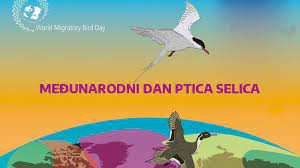 World Migratory Bird Day
MEĐUNARODNI DAN PTICA SELICA